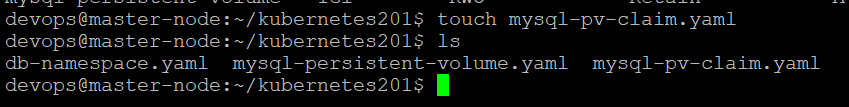 devops@master-node:~/kubernetes201$ touch mysql-pv-claim.yaml
devops@master-node:~/kubernetes201$ ls
db-namespace.yaml  mysql-persistent-volume.yaml  mysql-pv-claim.yaml
devops@master-node:~/kubernetes201$